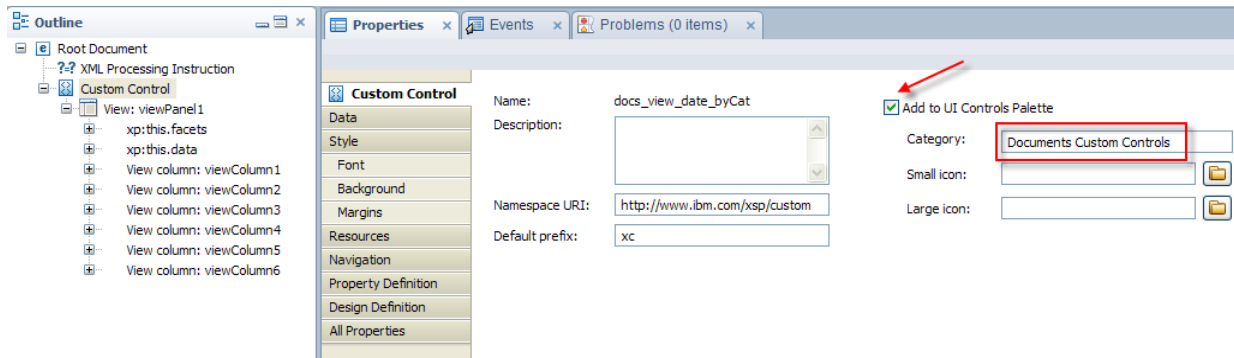 Outline
Root Document
?=? XML Processing Instruction
Custom Control
View: viewPanel1
xp:this.facets
xp:this.data
View column: viewColumn1
View column: viewColumn2
View column: viewColumn3
View column: viewColumn4
View column: viewColumn5
View column: viewColumn6
Properties Events Problems (0 items)
Custom Control
Data
Style
Font
Background
Margins
Resources
Navigation
Property Definition
Design Definition
All Properties
Name: docs_view_date_byCat
Description:
Namespace URI: http://www.ibm.com/xsp/custom
Default prefix: xc
Add to UI Controls Palette
Category: Documents Custom Controls
Small icon:
Large icon: